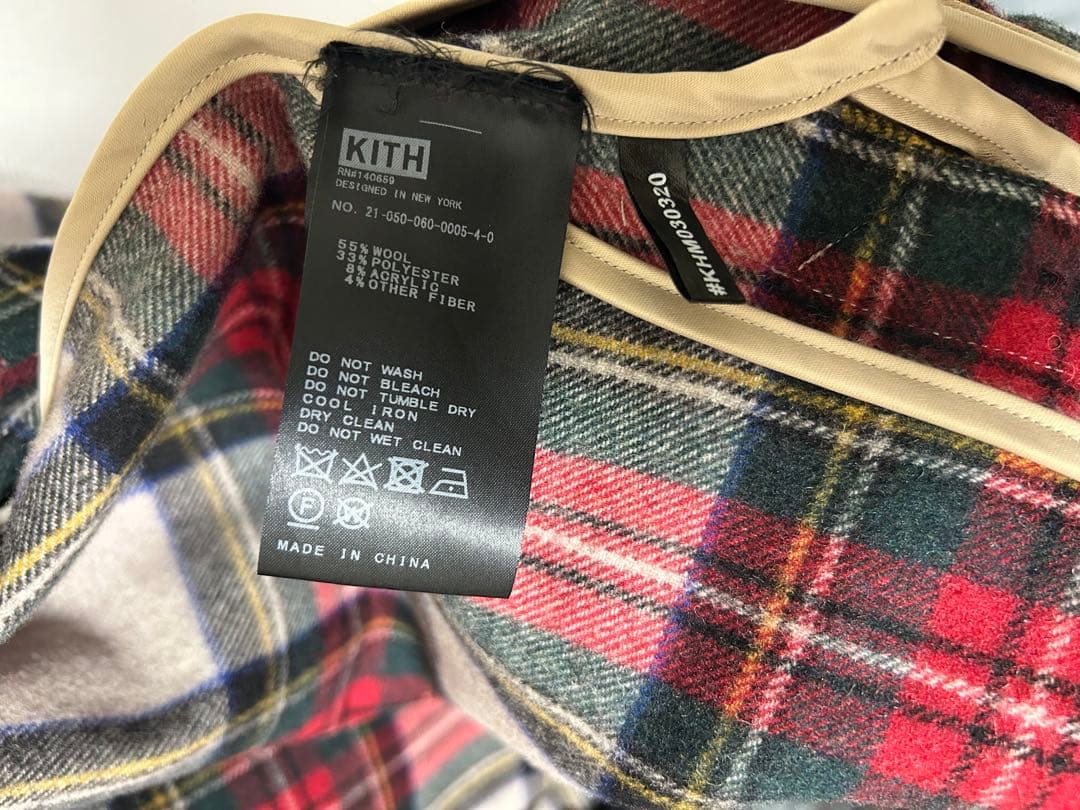 KITH
RN#140659
DESIGNED IN NEW YORK
NO. 21-050-060-0005-4-0
55% WOOL
33% POLYESTER
8% ACRYLIC
4% OTHER FIBER
DO NOT WASH
DO NOT BLEACH
DO NOT TUMBLE DRY
COOL IRON
DRY CLEAN
DO NOT WET CLEAN
F W
MADE IN CHINA
#KHM030320